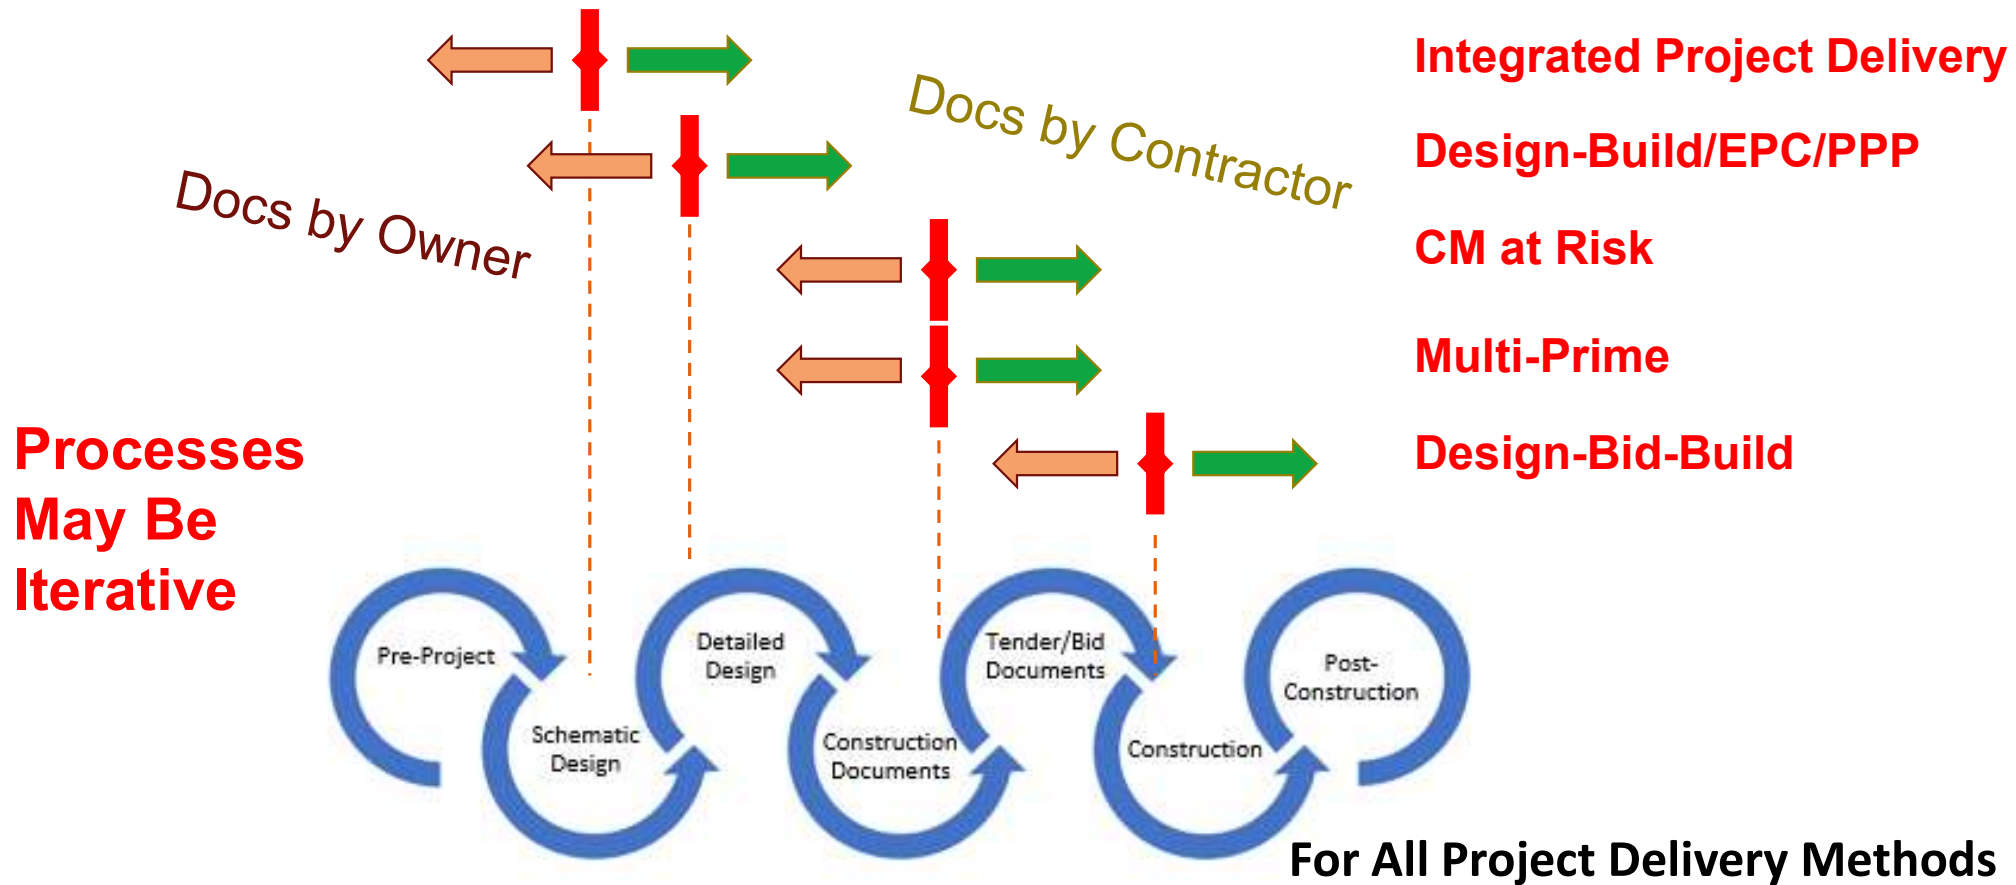 Integrated Project Delivery
Docs by Contractor
Design-Build/EPC/PPP
Docs by Owner
CM at Risk
Multi-Prime
Design-Bid-Build
Processes
May Be
Iterative
Pre-Project
Schematic
Design
Detailed
Design
Construction
Documents
Tender/Bid
Documents
Construction
Post-
Construction
For All Project Delivery Methods